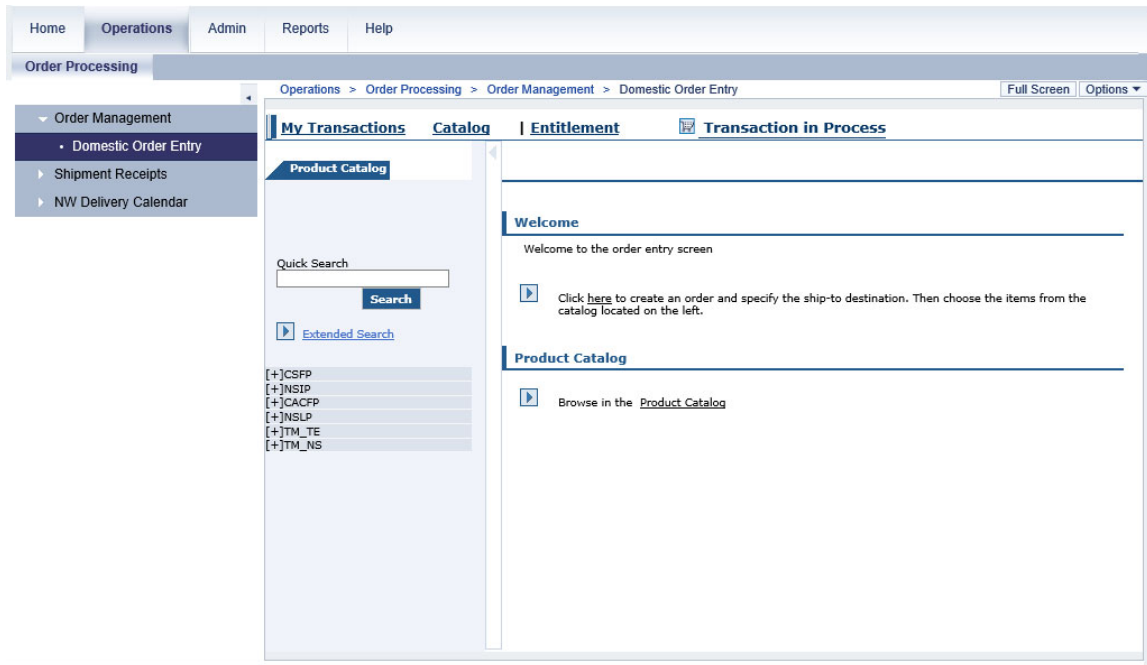 Home Operations Admin Reports Help
Order Processing
Operations > Order Processing > Order Management > Domestic Order Entry Full Screen Options
Order Management
Domestic Order Entry
Shipment Receipts
NW Delivery Calendar
My Transactions Catalog | Entitlement Transaction in Process
Product Catalog
Quick Search
Search
Extended Search
[+]CSFP
[+]NSIP
[+]CACFP
[+]NSLP
[+]TM_TE
[+]TM_NS
Welcome
Welcome to the order entry screen
Click here to create an order and specify the ship-to destination. Then choose the items from the
catalog located on the left.
Product Catalog
Browse in the Product Catalog